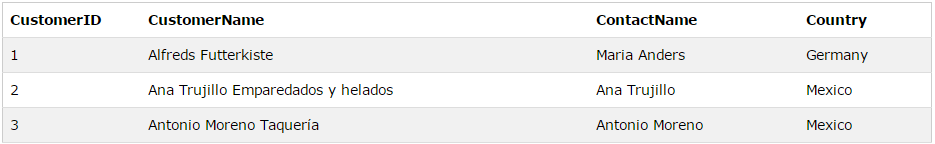 CustomerID CustomerName ContactName Country
1 Alfreds Futterkiste Maria Anders Germany
2 Ana Trujillo Emparedados y helados Ana Trujillo Mexico
3 Antonio Moreno Taquería Antonio Moreno Mexico